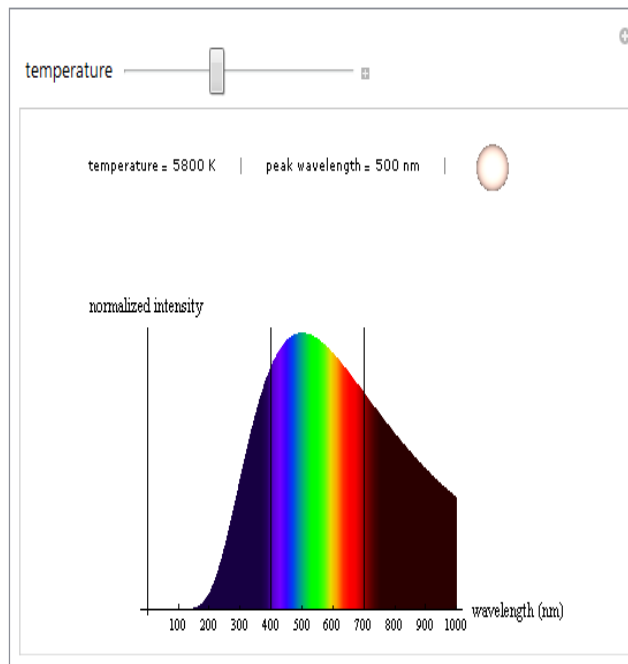 temperature
temperature = 5800 K | peak wavelength = 500 nm |
normalized intensity
100 200 300 400 500 600 700 800 900 1000
wavelength (nm)